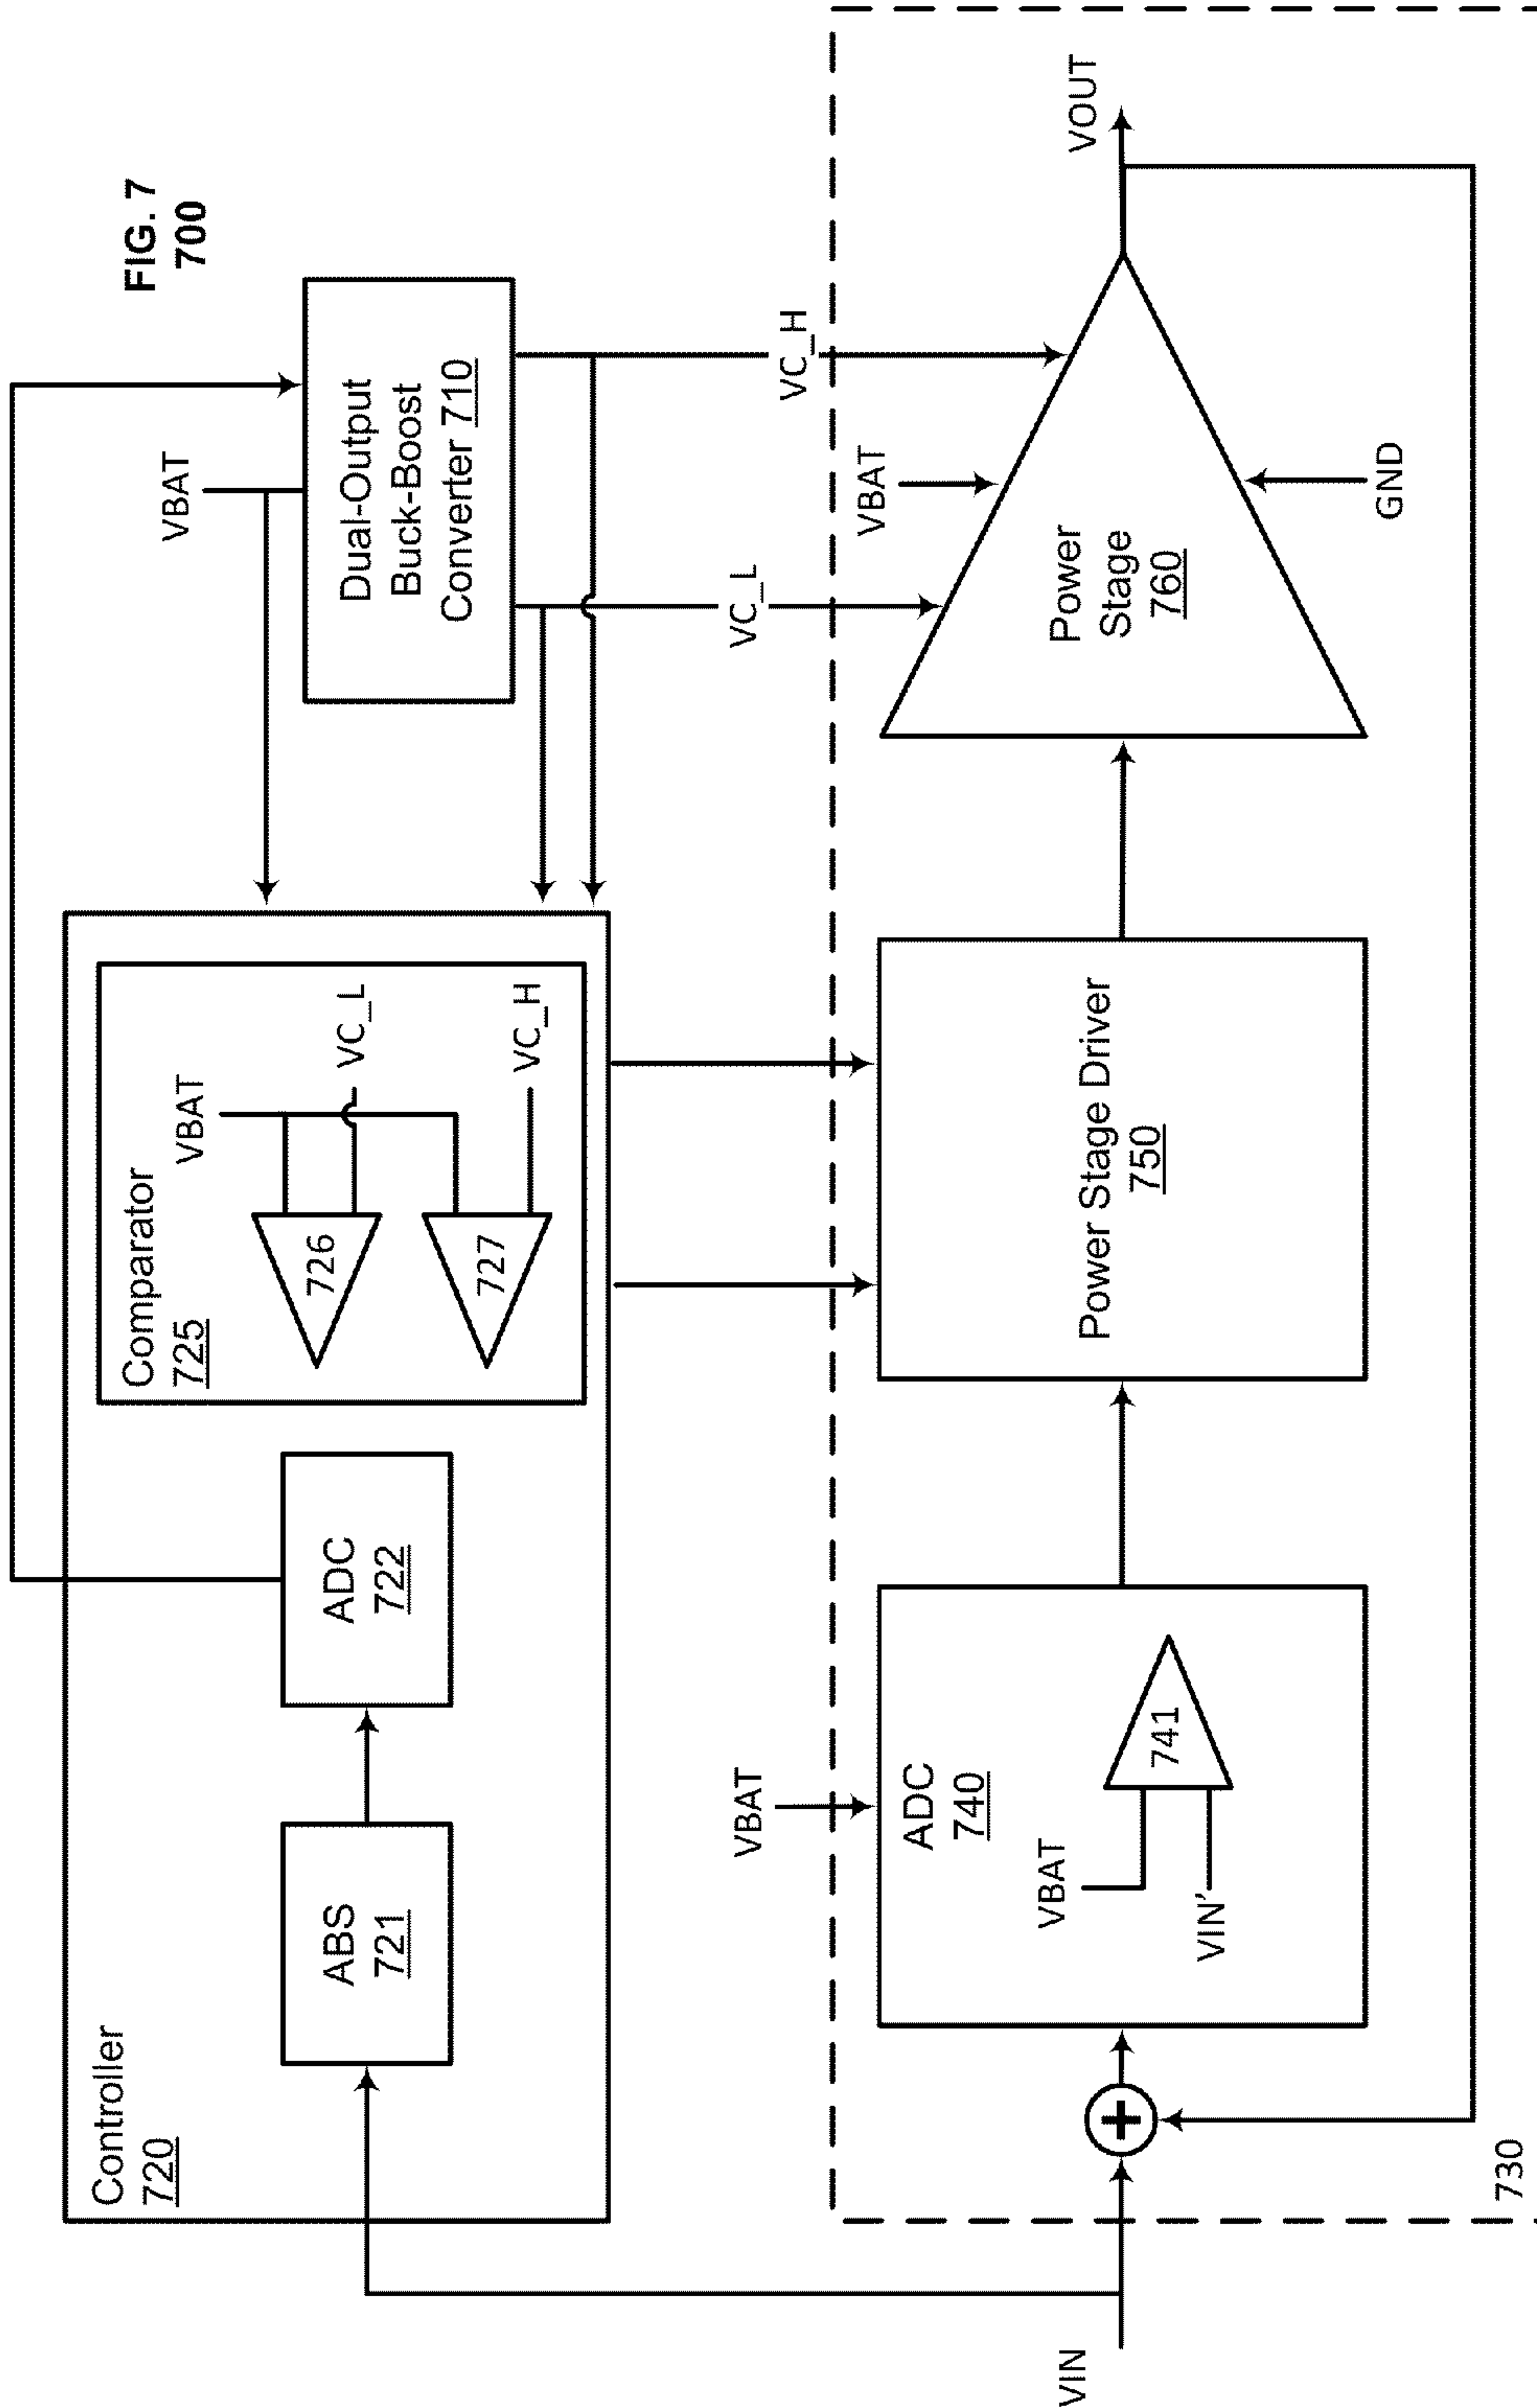 FIG. 7
700
Controller
720
ABS
721
ADC
722
Comparator
725
VBAT
VC_L
VC_H
726
727
VBAT
Dual-Output
Buck-Boost
Converter 710
VC_L
VC_H
VIN
+
VBAT
ADC
740
VBAT
VIN'
741
Power Stage Driver
750
Power
Stage
760
VBAT
GND
VOUT
730